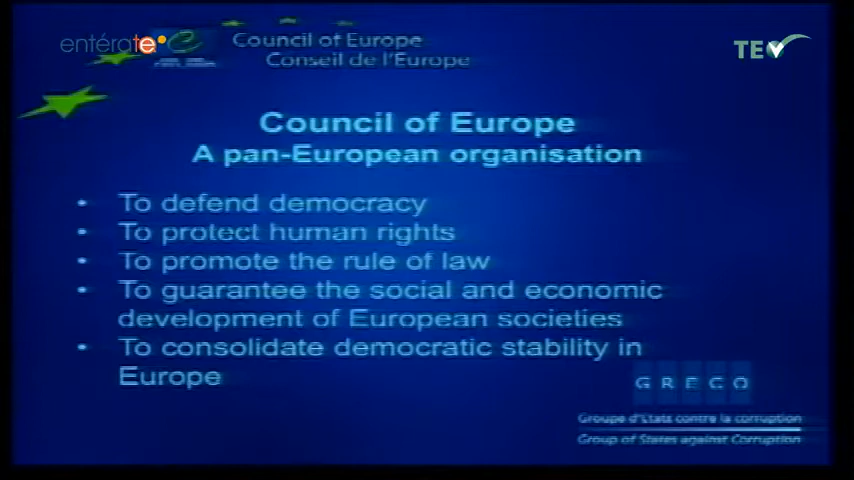 entérate
Council of Europe
Conseil de l'Europe
TEV
Council of Europe
A pan-European organisation
• To defend democracy
• To protect human rights
• To promote the rule of law
• To guarantee the social and economic
development of European societies
• To consolidate democratic stability in
Europe
GRECO
Groupe d'Etats contre la corruption
Group of States against Corruption